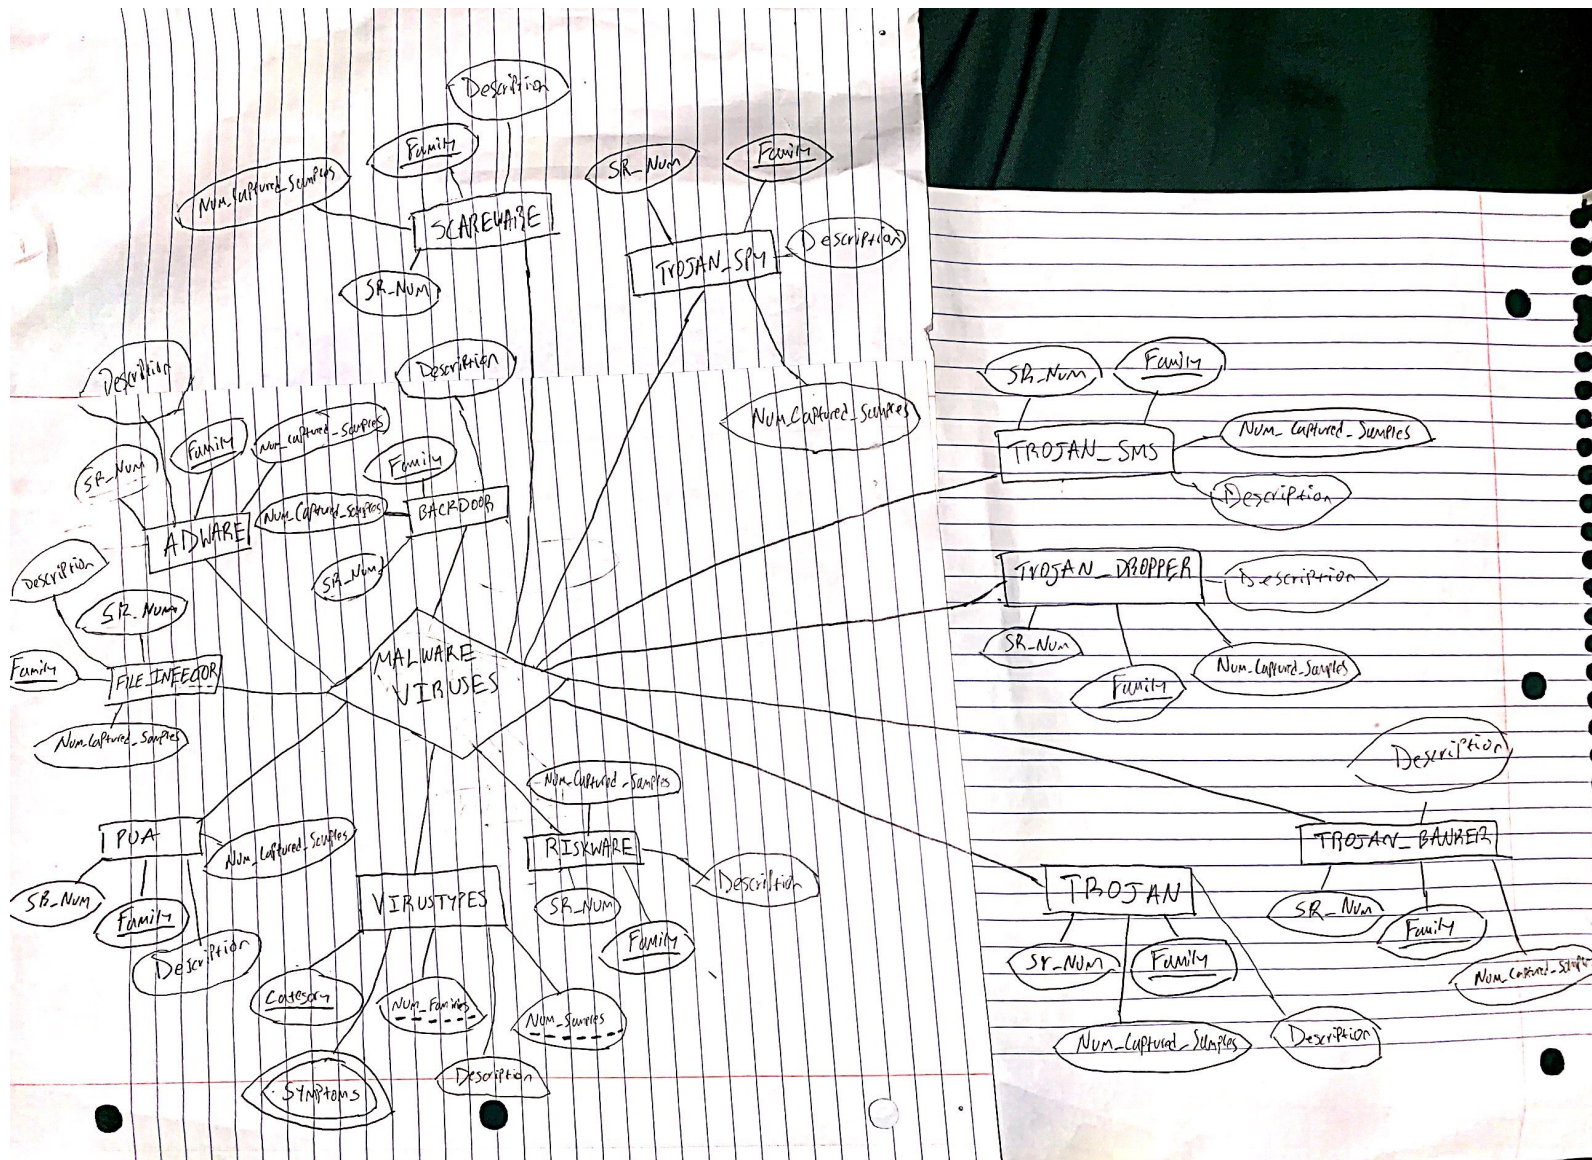 Description
Family
Num_Captured_Samples
SCAREWARE
SR_NUM
SR_Num
Family
TrOJAN_SPY
Description
Num_Captured_Samples
Description
SR_Num
Family
Num_Captured_Samples
ADWARE
Description
Family
Num_Captured_Samples
BACKDOOR
SR_Num
Description
SR_Num
Family
FILE_INFECTOR
Num_Captured_Samples
MALWARE
VIRUSES
SR_Num
Family
TROJAN_SMS
Num_Captured_Samples
Description
TrOJAN_DROPPER
Description
SR_Num
Family
Num_Captured_Samples
PUA
Num_Captured_Samples
SR_Num
Family
Description
VIRUSTYPES
Category
Num_Families
Num_Samples
Symptoms
Description
Num_Captured_Samples
RISKWARE
Description
SR_Num
Family
Description
TROJAN_BANKER
SR_Num
Family
Num_Captured_Sample
TROJAN
Sr_Num
Family
Num_Captured_Samples
Description